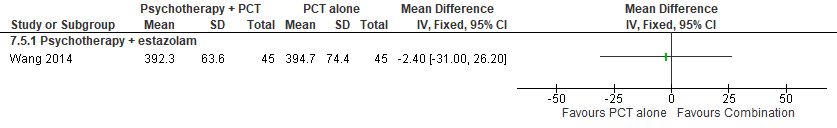 Psychotherapy + PCT PCT alone Mean Difference Mean Difference
Study or Subgroup Mean SD Total Mean SD Total IV, Fixed, 95% CI IV, Fixed, 95% CI
7.5.1 Psychotherapy + estazolam
Wang 2014 392.3 63.6 45 394.7 74.4 45 -2.40 [-31.00, 26.20]
-50 -25 0 25 50
Favours PCT alone Favours Combination